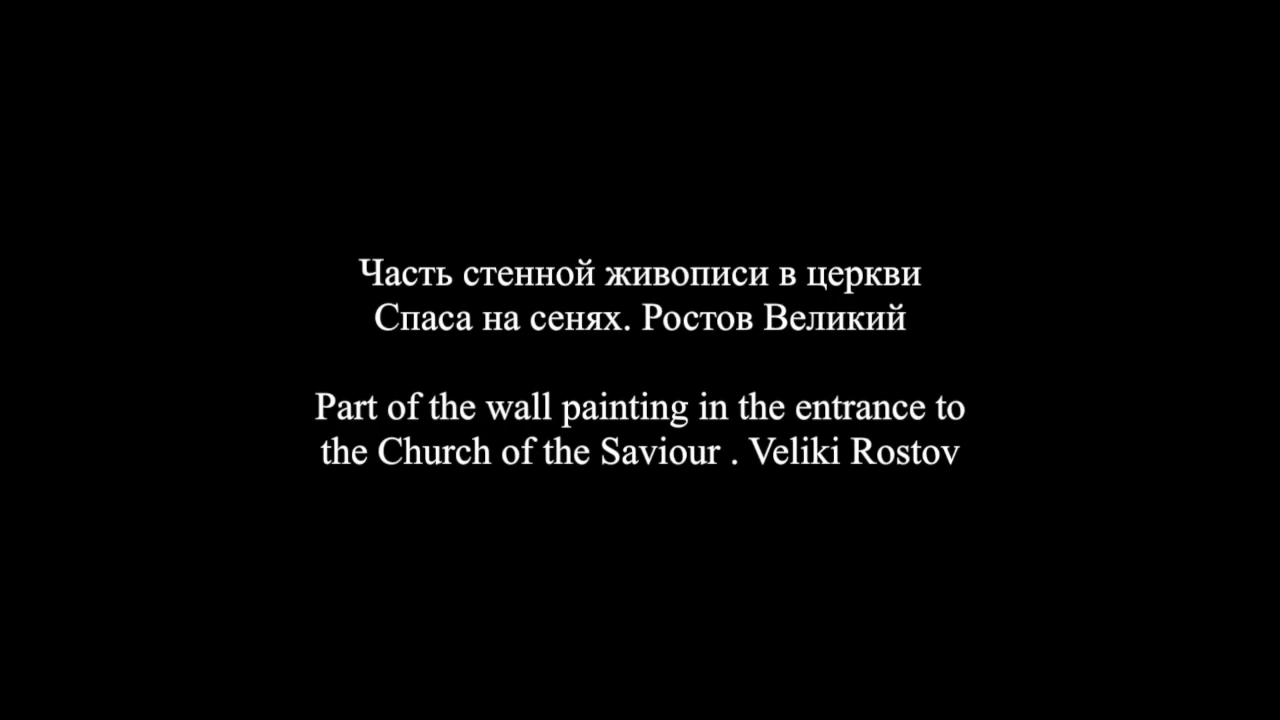 Часть стенной живописи в церкви
Спаса на сенях. Ростов Великий
Part of the wall painting in the entrance to
the Church of the Saviour . Veliki Rostov